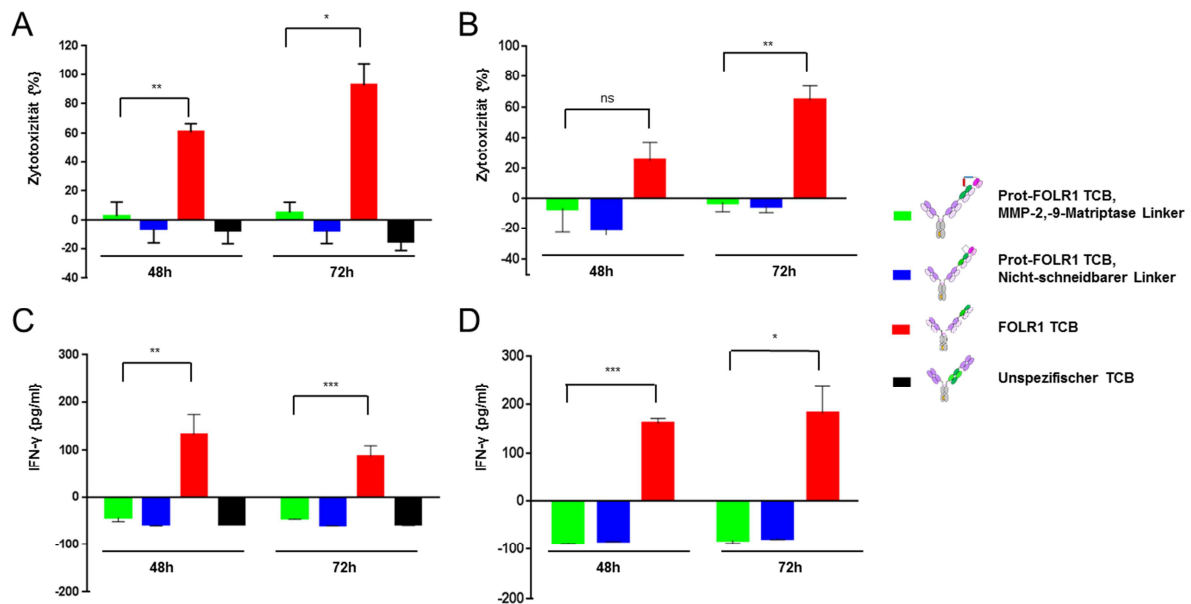 A
Zytotoxizität {%}
120
100
80
60
40
20
0
-20
-40
**
*
48h
72h
B
Zytotoxizität {%}
100
80
60
40
20
0
-20
-40
ns
**
48h
72h
Prot-FOLR1 TCB,
MMP-2,-9-Matriptase Linker
Prot-FOLR1 TCB,
Nicht-schneidbarer Linker
FOLR1 TCB
Unspezifischer TCB
C
IFN-γ {pg/ml}
300
200
100
0
-100
-200
**
***
48h
72h
D
IFN-γ {pg/ml}
300
200
100
0
-100
-200
***
*
48h
72h